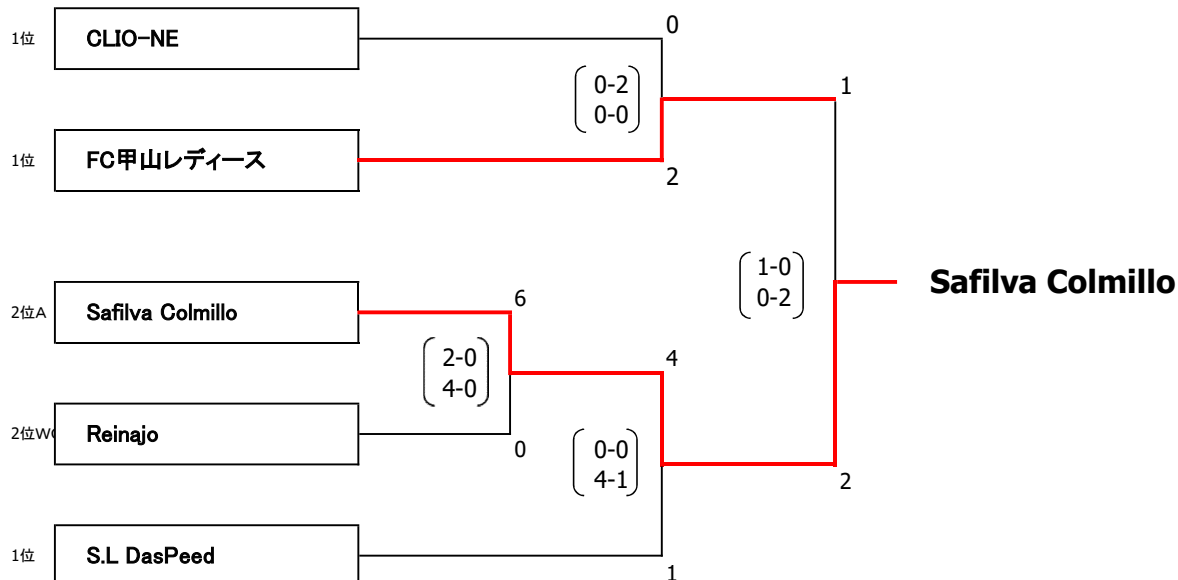 0
1位 CLIO-NE
0-2
0-0
1
1位 FC甲山レディース
2
1-0
0-2
Safilva Colmillo
6
2位A Safilva Colmillo
2-0
4-0
4
2位W Reinajo
0
0-0
4-1
2
1位 S.L DasPeed
1